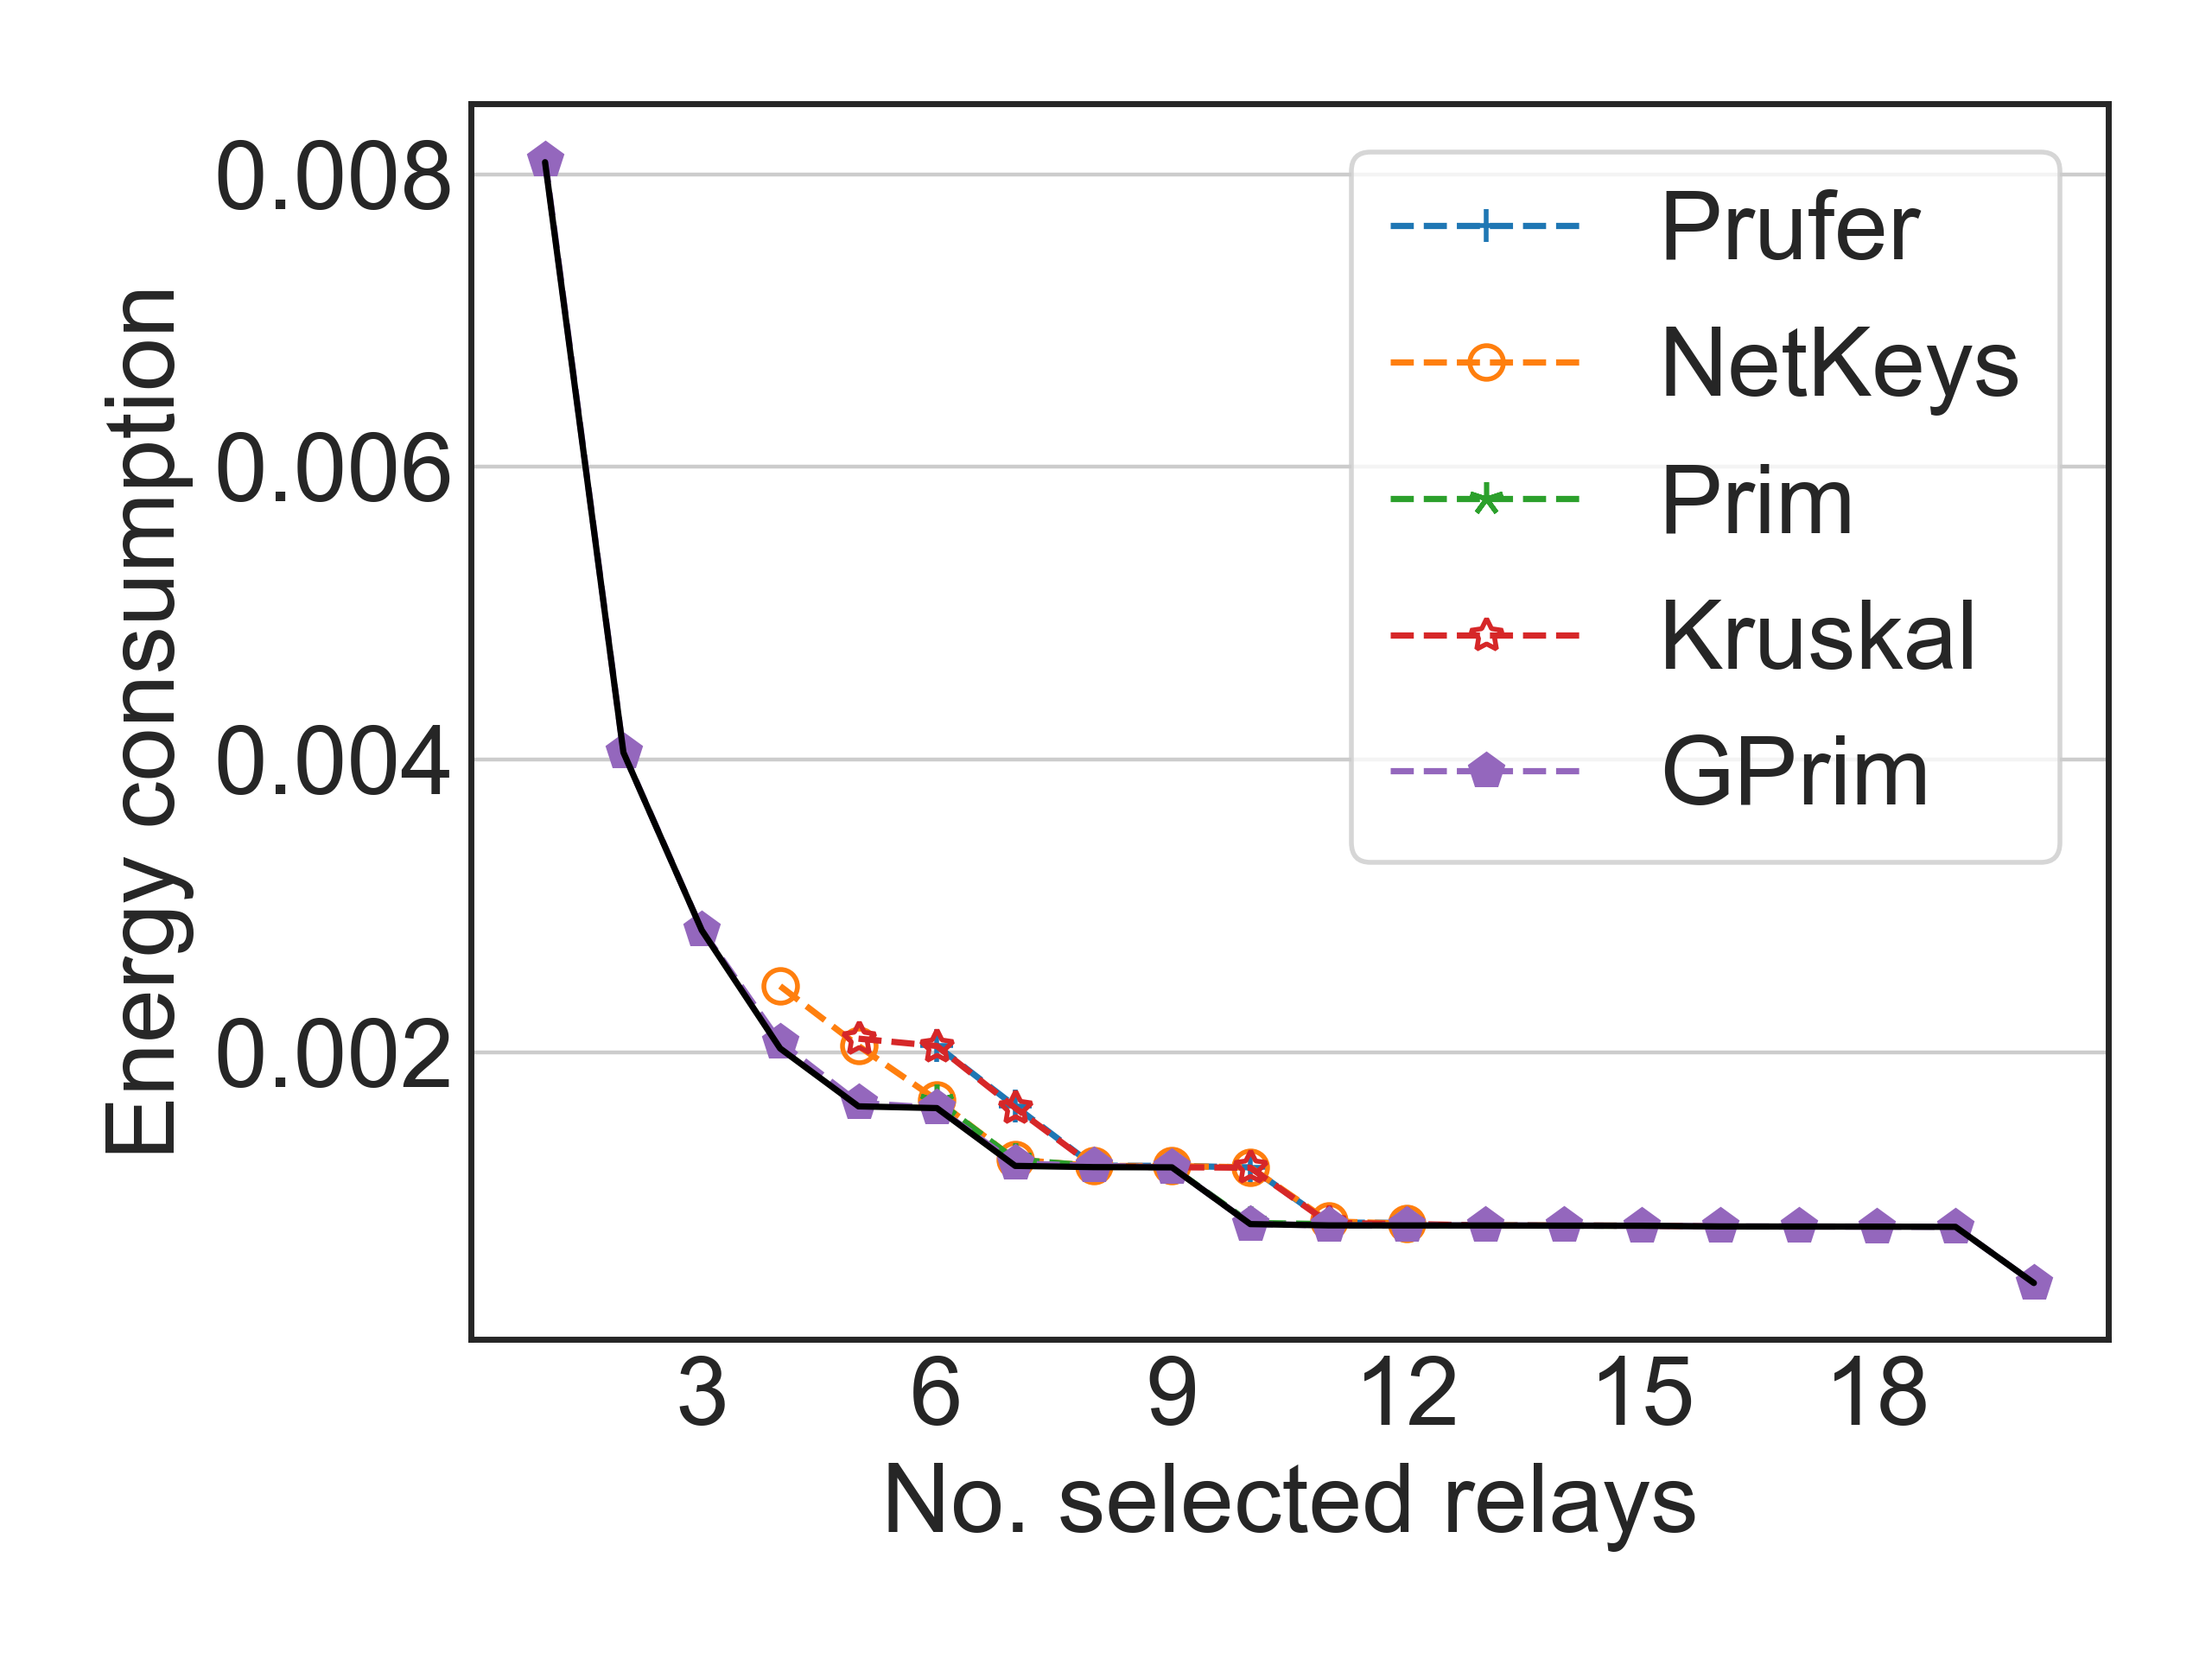 Energy consumption
0.008
0.006
0.004
0.002
Prufer
NetKeys
Prim
Kruskal
GPrim
3 6 9 12 15 18
No. selected relays